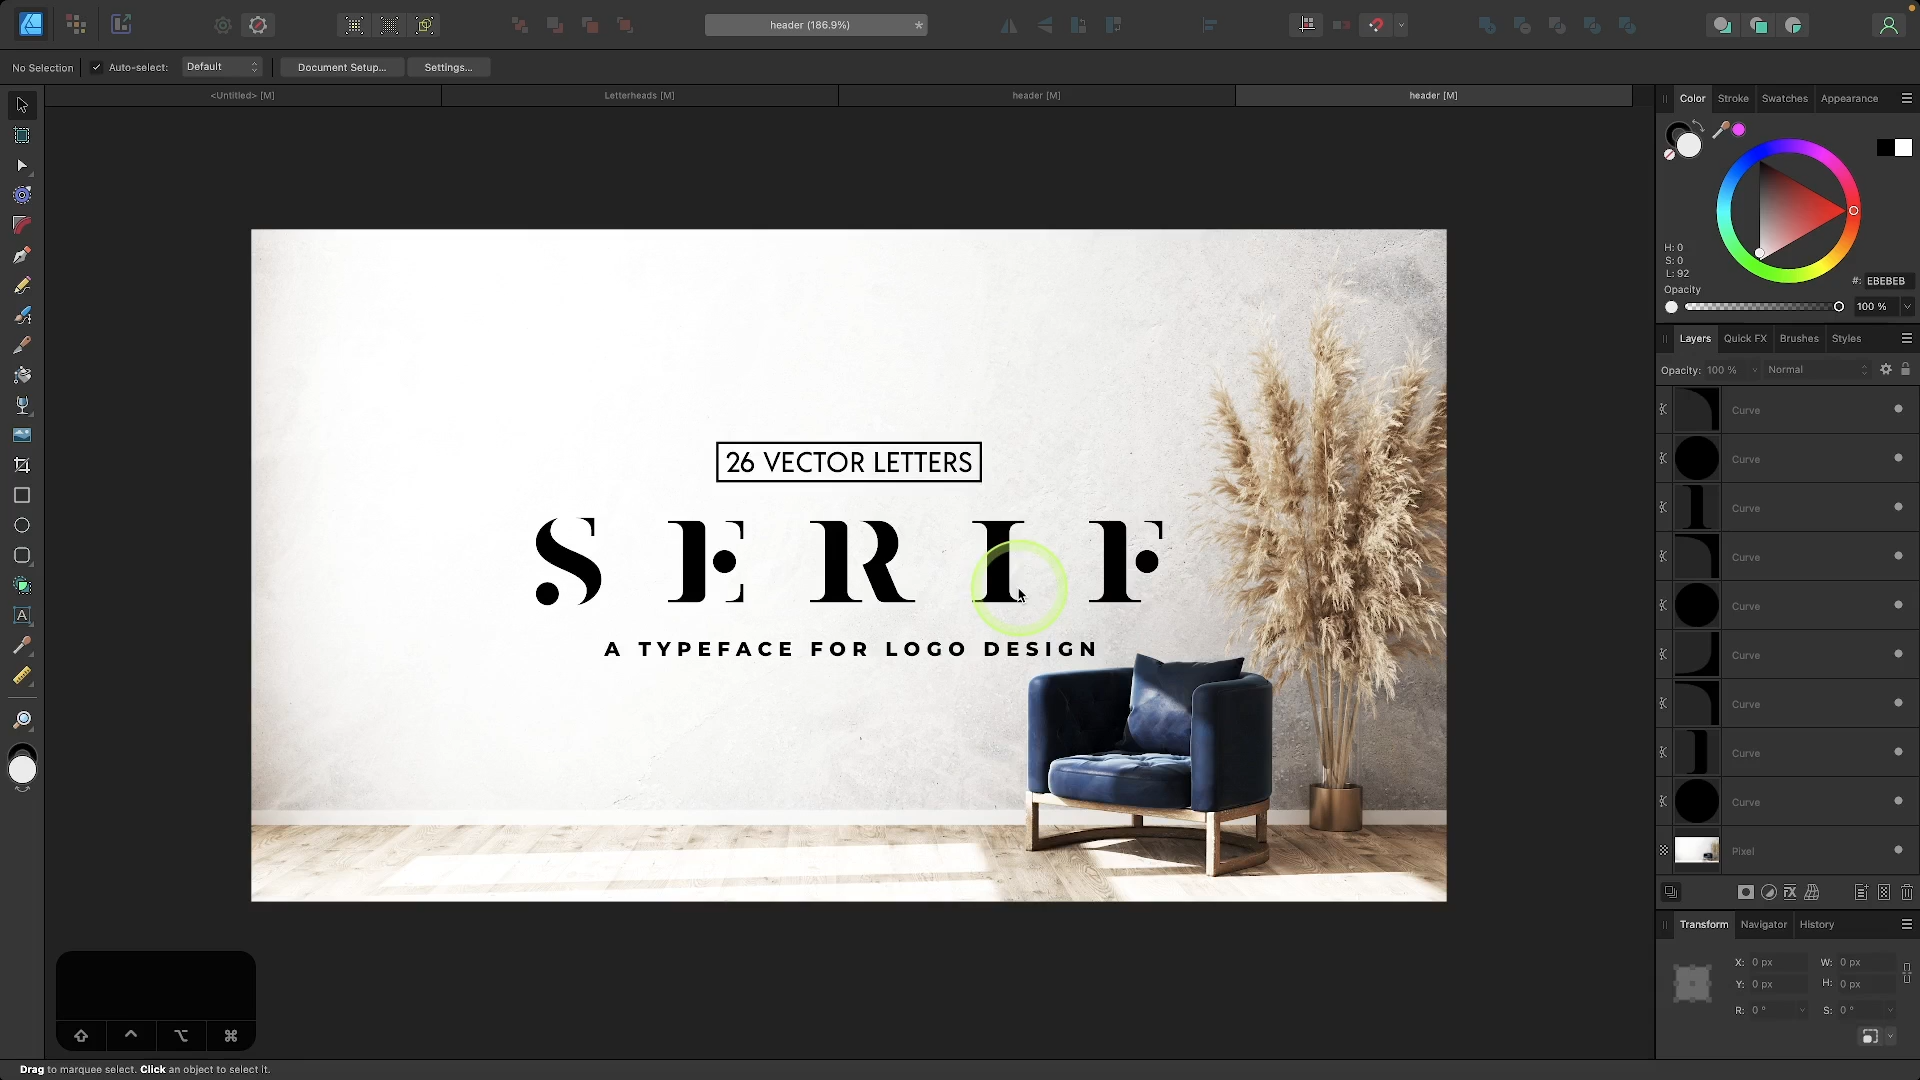 header (186.9%)
*
No Selection
Auto-select:
Default
Document Setup...
Settings...
<Untitled> [M]
Letterheads [M]
header [M]
header [M]
Color
Stroke
Swatches
Appearance
H: 0
S: 0
L: 92
#: EBEBEB
Opacity
100 %
Layers
Quick FX
Brushes
Styles
Opacity: 100 %
Normal
Curve
Curve
Curve
Curve
Curve
Curve
Curve
Curve
Curve
Pixel
26 VECTOR LETTERS
SERIF
A TYPEFACE FOR LOGO DESIGN
Transform
Navigator
History
X: 0 px
W: 0 px
Y: 0 px
H: 0 px
R: 0 °
S: 0 °
Drag to marquee select. Click an object to select it.